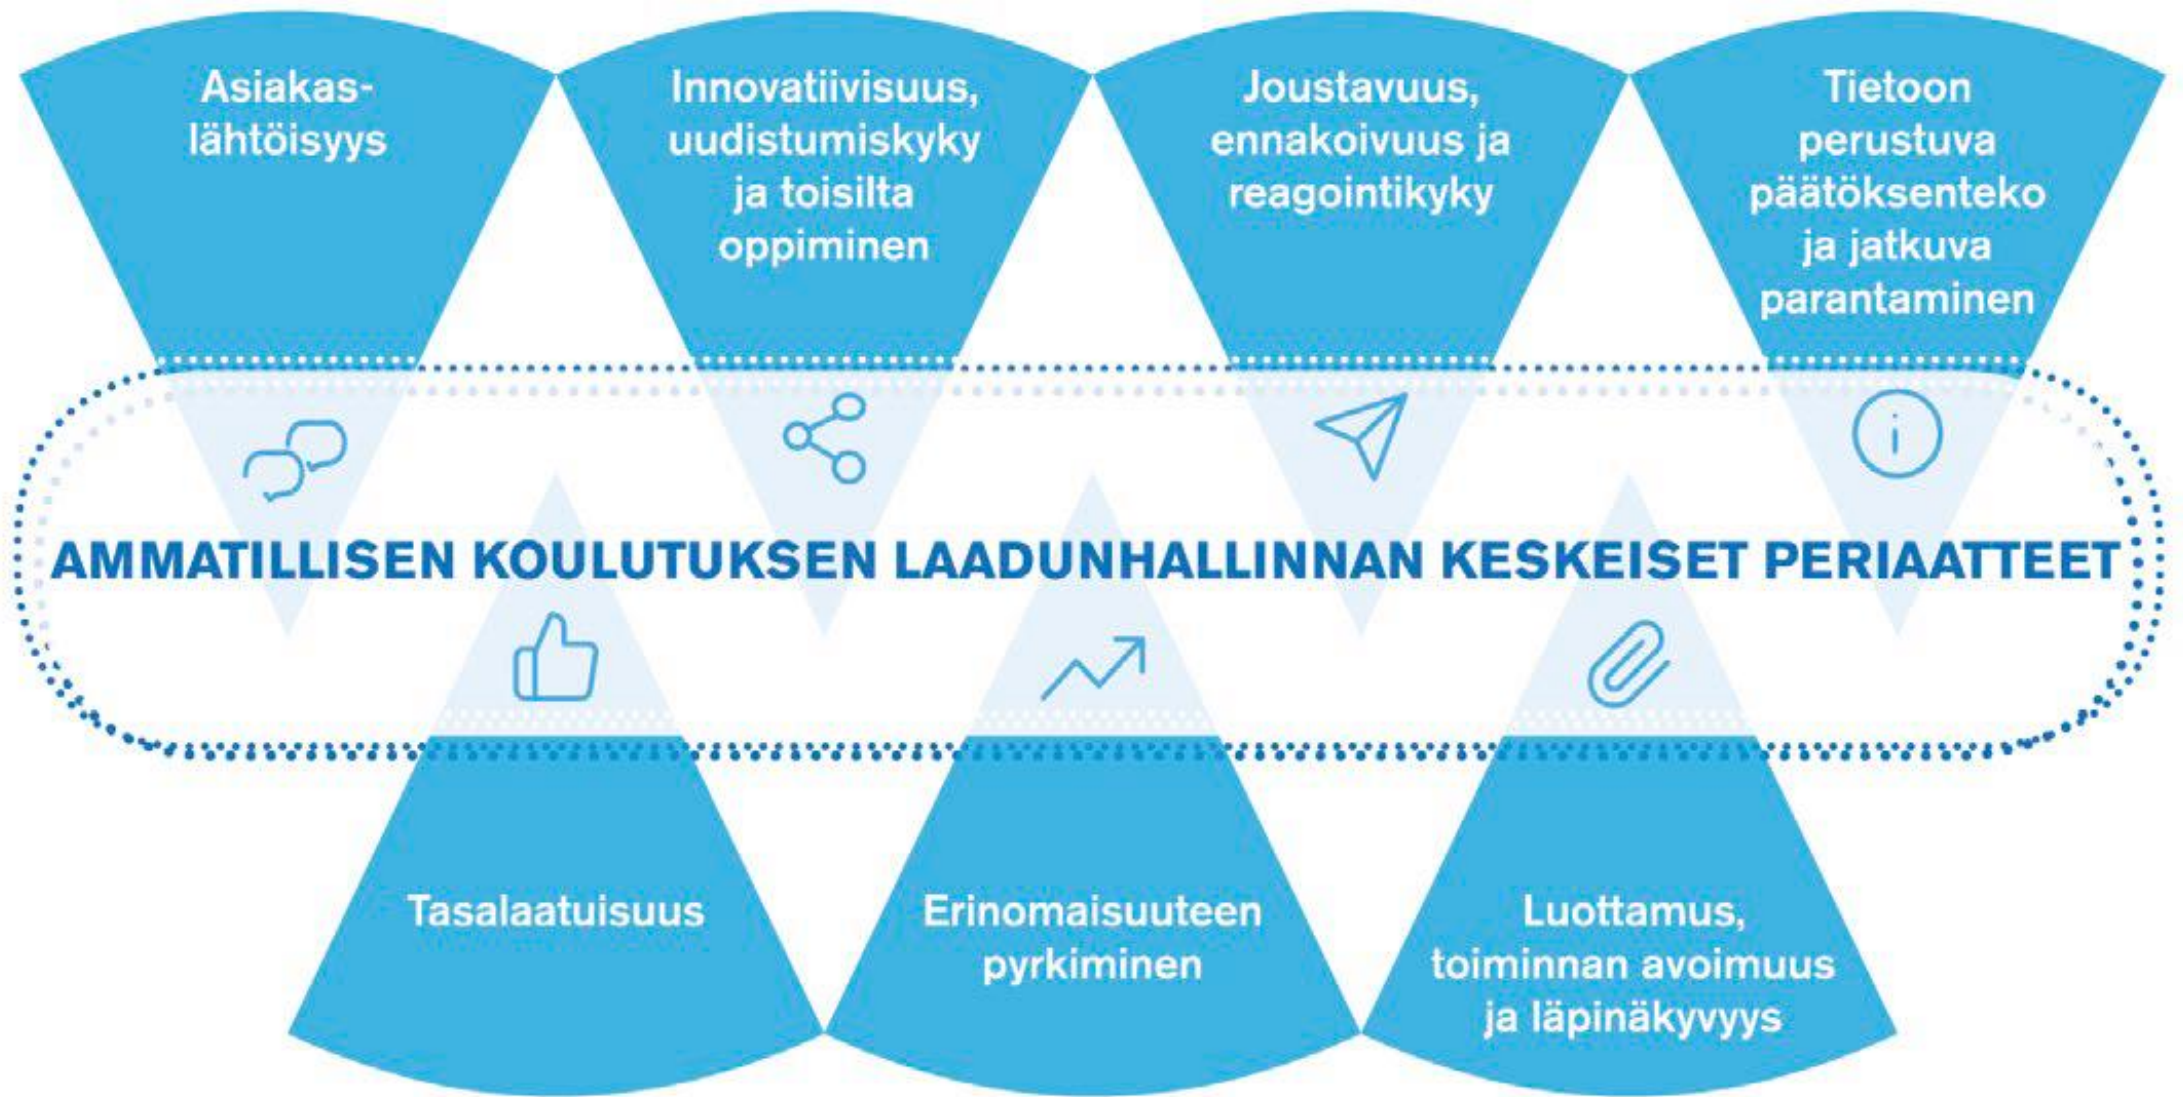 Asiakas-
lähtöisyys
Innovatiivisuus,
uudistumiskyky
ja toisilta
oppiminen
Joustavuus,
ennakoivuus ja
reagointikyky
Tietoon
perustuva
päätöksenteko
ja jatkuva
parantaminen
AMMATILLISEN KOULUTUKSEN LAADUNHALLINNAN KESKEISET PERIAATTEET
Tasalaatuisuus
Erinomaisuuteen
pyrkiminen
Luottamus,
toiminnan avoimuus
ja läpinäkyvyys